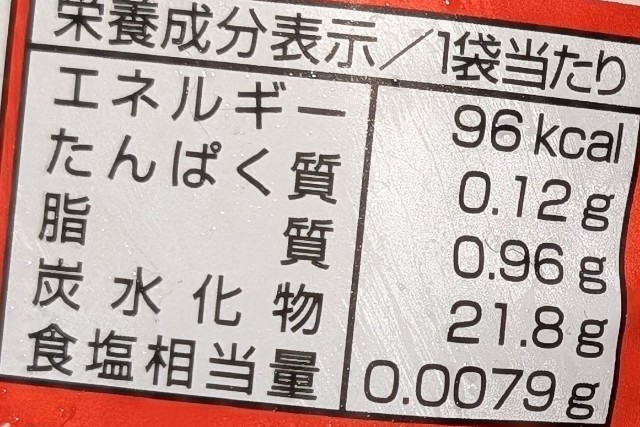 栄養成分表示／1袋当たり
エネルギー 96kcal
たんぱく質 0.12g
脂質 0.96g
炭水化物 21.8g
食塩相当量 0.0079g